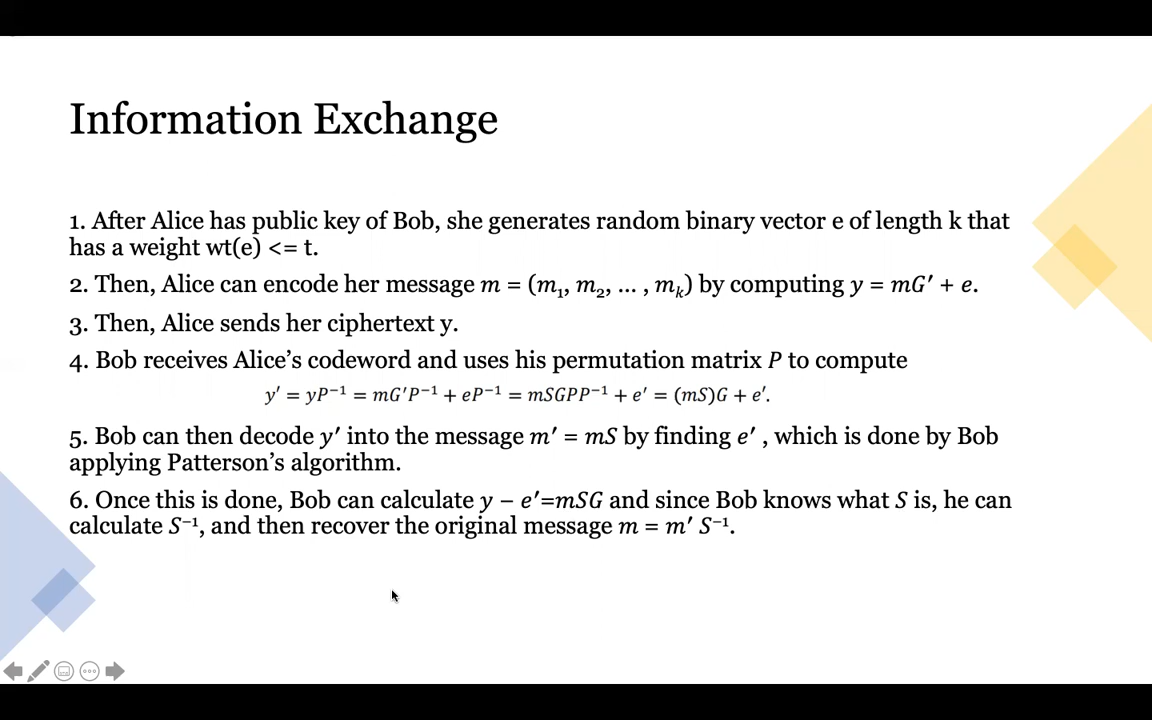 Information Exchange
1. After Alice has public key of Bob, she generates random binary vector e of length k that
has a weight wt(e) <= t.
2. Then, Alice can encode her message m = (m₁, m₂, … , mₖ) by computing y = mG′ + e.
3. Then, Alice sends her ciphertext y.
4. Bob receives Alice’s codeword and uses his permutation matrix P to compute
y′ = yP⁻¹ = mG′P⁻¹ + eP⁻¹ = mSGPP⁻¹ + e′ = (mS)G + e′.
5. Bob can then decode y′ into the message m′ = mS by finding e′ , which is done by Bob
applying Patterson’s algorithm.
6. Once this is done, Bob can calculate y − e′=mSG and since Bob knows what S is, he can
calculate S⁻¹, and then recover the original message m = m′ S⁻¹.